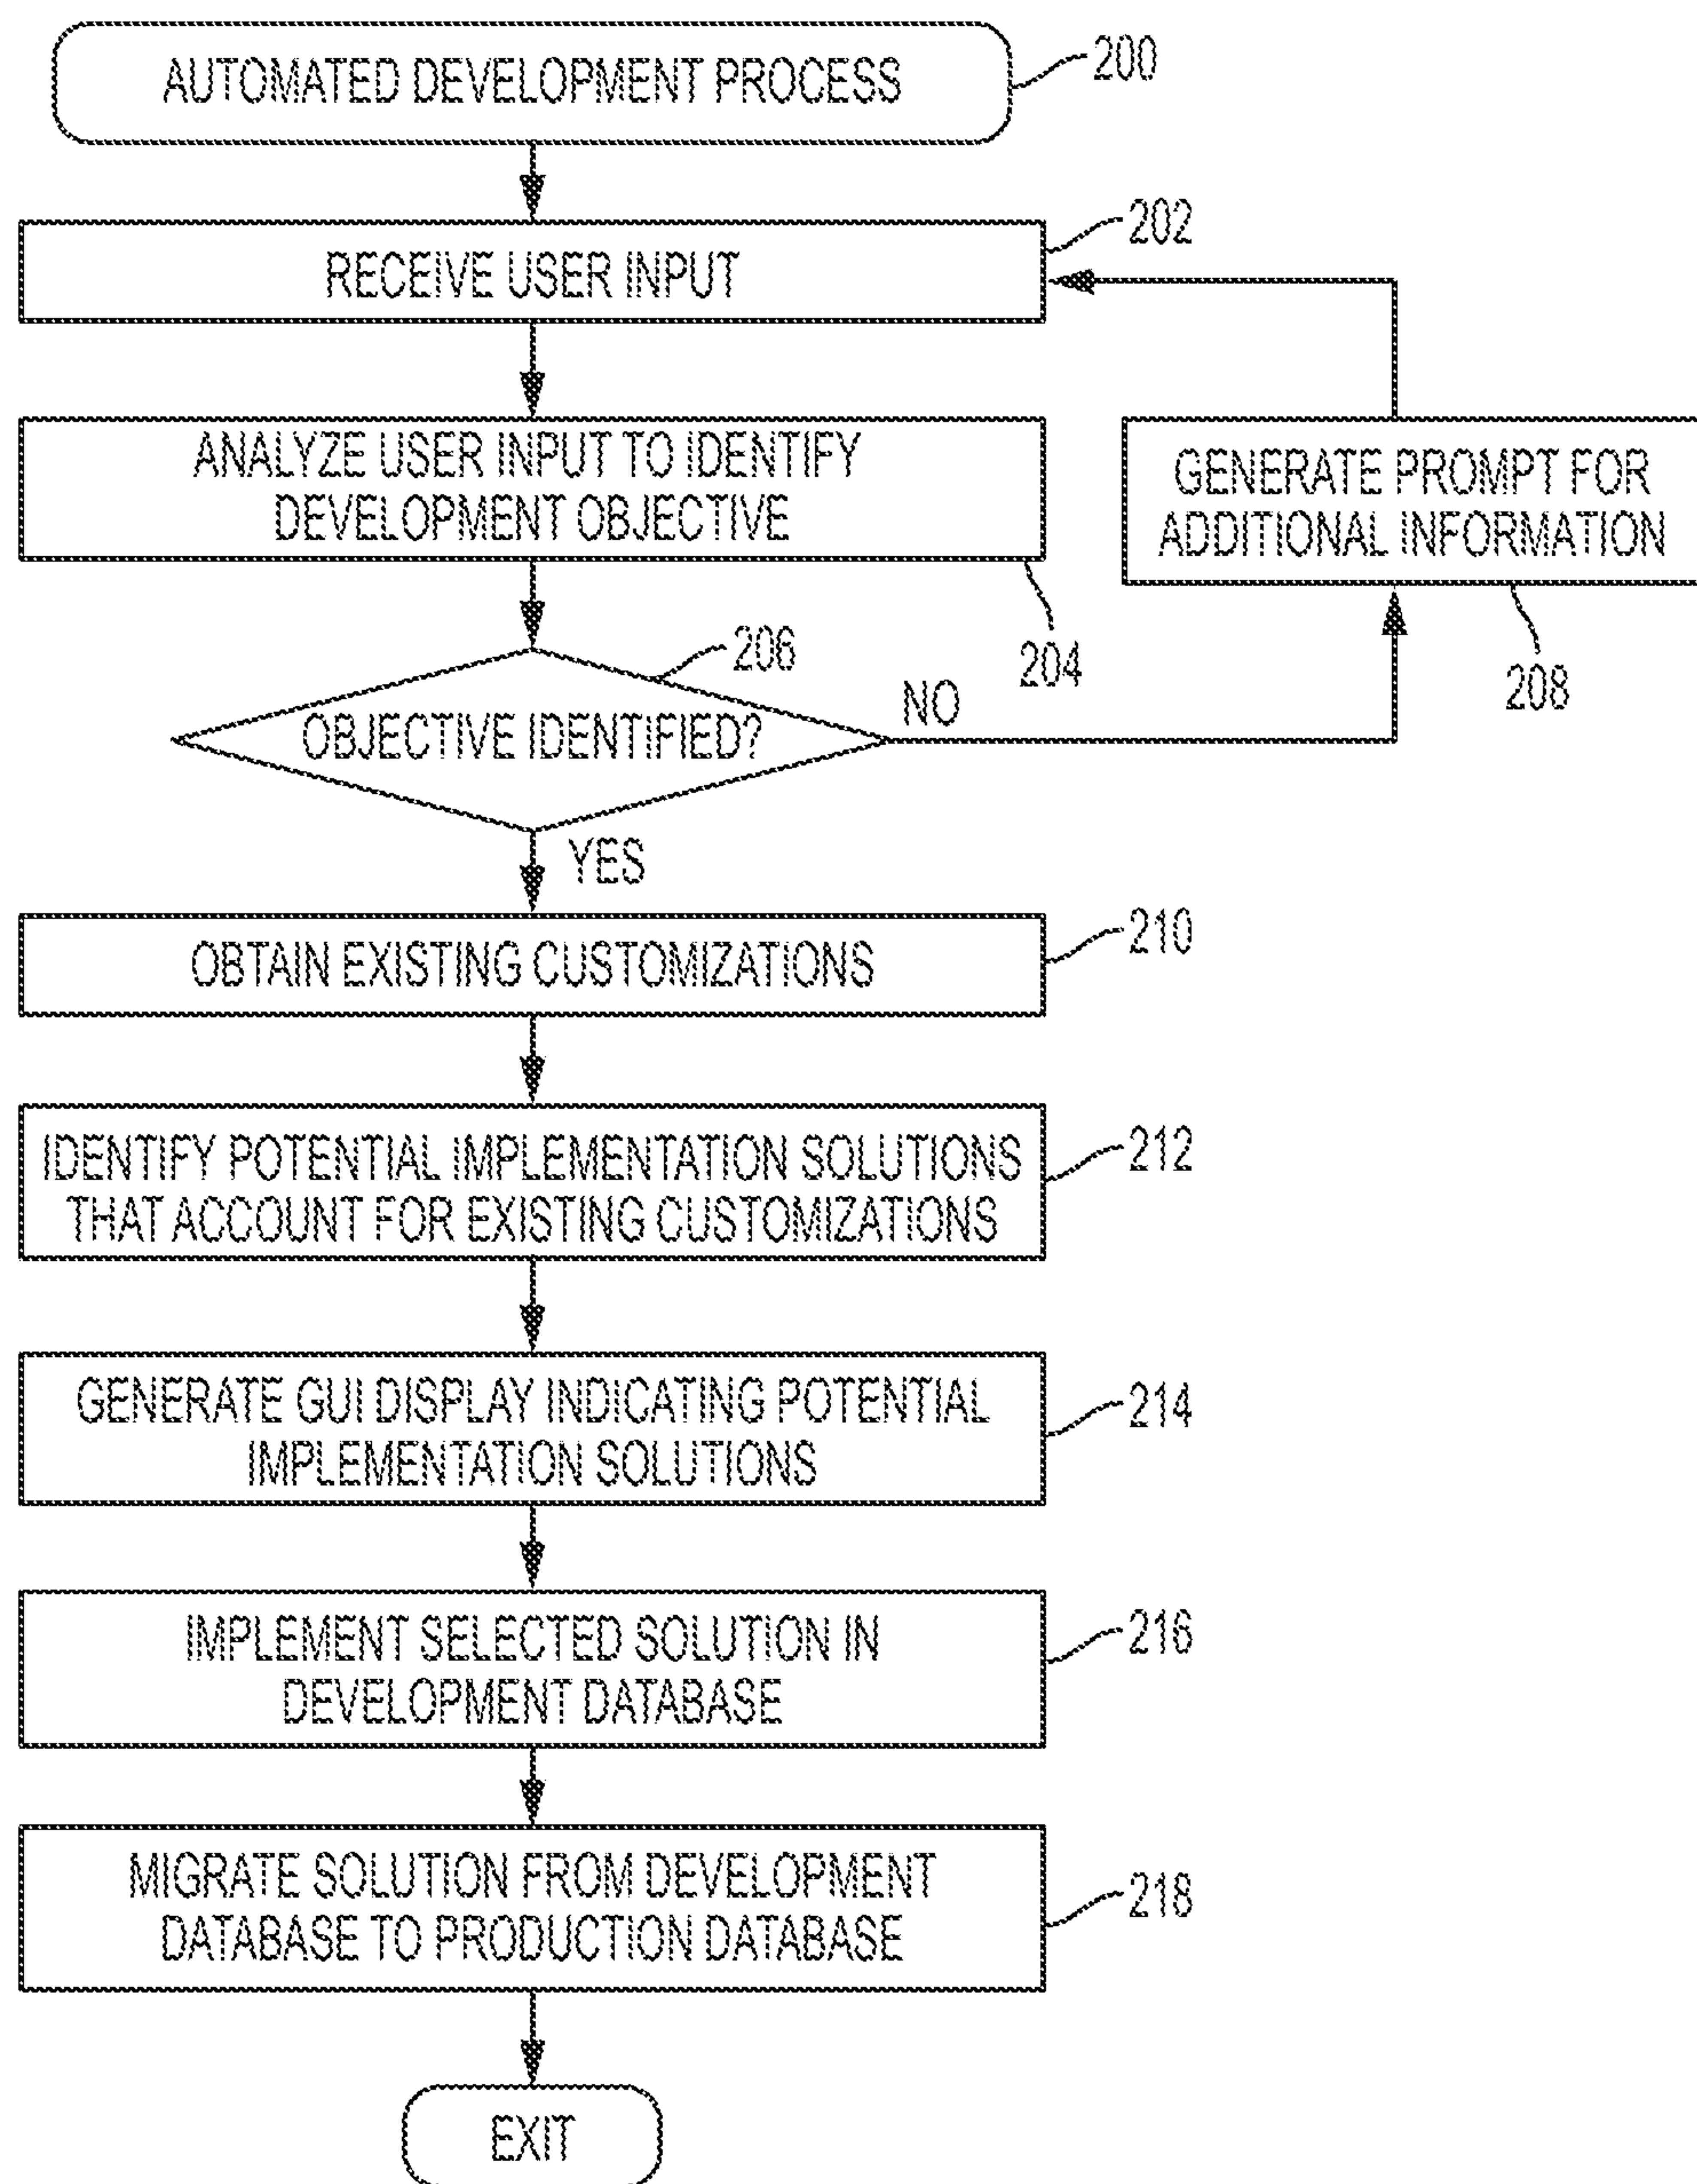 AUTOMATED DEVELOPMENT PROCESS
200
202
RECEIVE USER INPUT
ANALYZE USER INPUT TO IDENTIFY
DEVELOPMENT OBJECTIVE
204
GENERATE PROMPT FOR
ADDITIONAL INFORMATION
208
206
OBJECTIVE IDENTIFIED?
NO
YES
OBTAIN EXISTING CUSTOMIZATIONS
210
IDENTIFY POTENTIAL IMPLEMENTATION SOLUTIONS
THAT ACCOUNT FOR EXISTING CUSTOMIZATIONS
212
GENERATE GUI DISPLAY INDICATING POTENTIAL
IMPLEMENTATION SOLUTIONS
214
IMPLEMENT SELECTED SOLUTION IN
DEVELOPMENT DATABASE
216
MIGRATE SOLUTION FROM DEVELOPMENT
DATABASE TO PRODUCTION DATABASE
218
EXIT